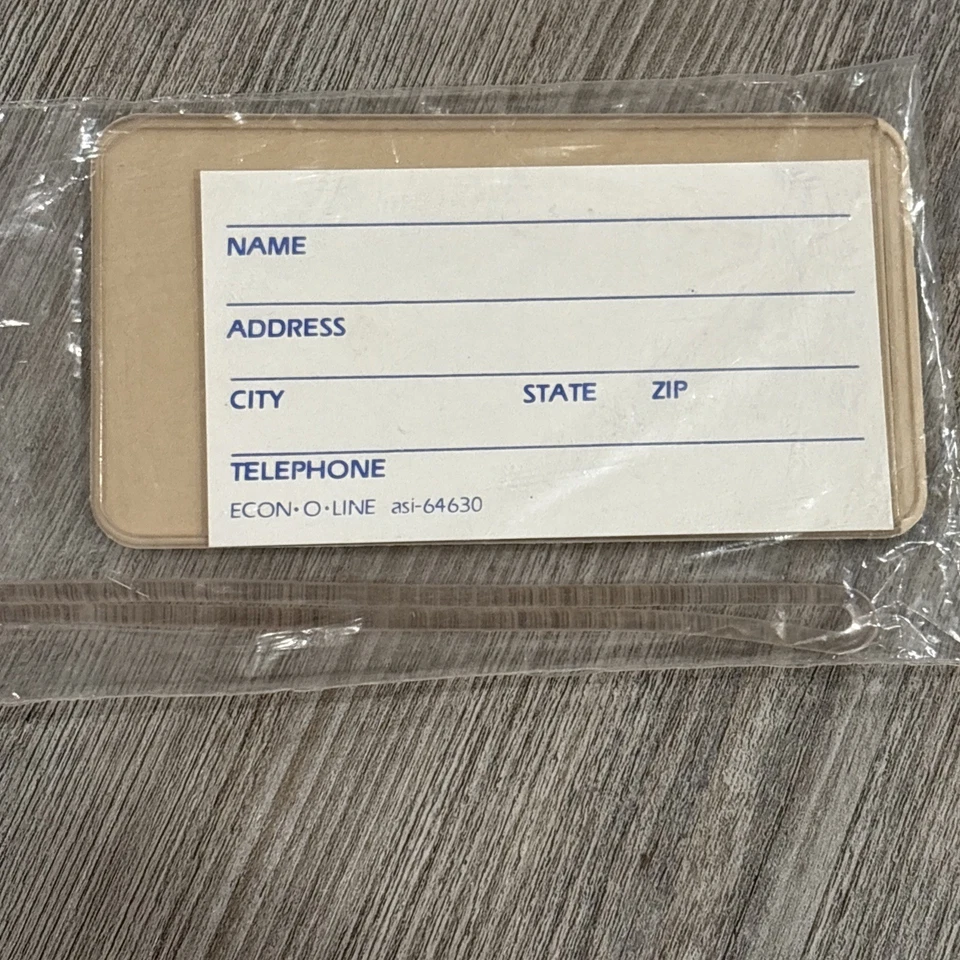 NAME
ADDRESS
CITY STATE ZIP
TELEPHONE
ECON•O•LINE asi-64630